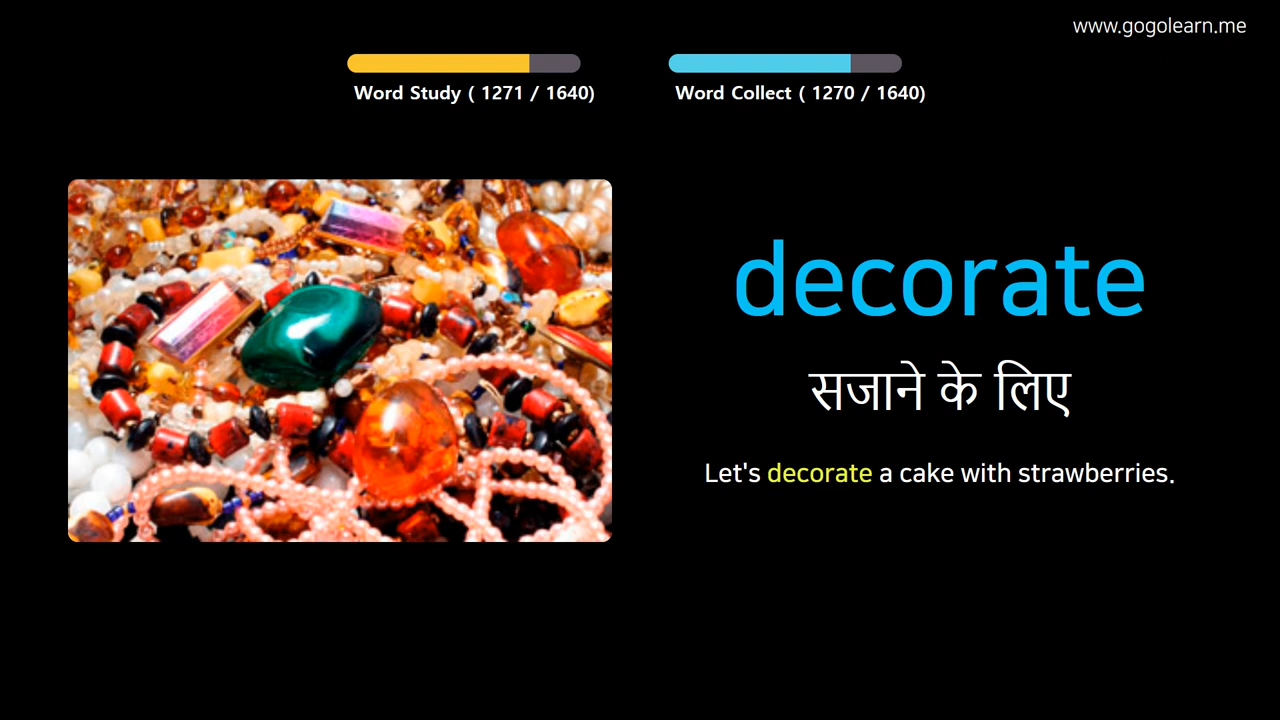 www.gogolearn.me
Word Study ( 1271 / 1640)
Word Collect ( 1270 / 1640)
decorate
सजाने के लिए
Let's decorate a cake with strawberries.